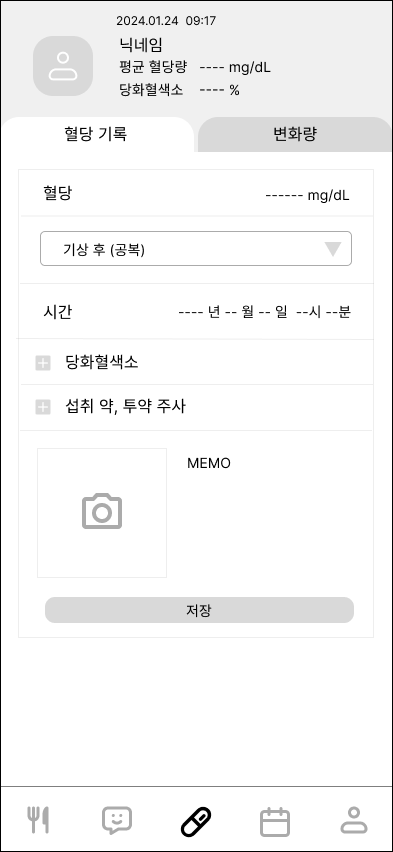 2024.01.24 09:17
닉네임
평균 혈당량 ---- mg/dL
당화혈색소 ---- %
혈당 기록 변화량
혈당 ------ mg/dL
기상 후 (공복)
시간 ---- 년 -- 월 -- 일 --시 --분
당화혈색소
섭취 약, 투약 주사
MEMO
저장